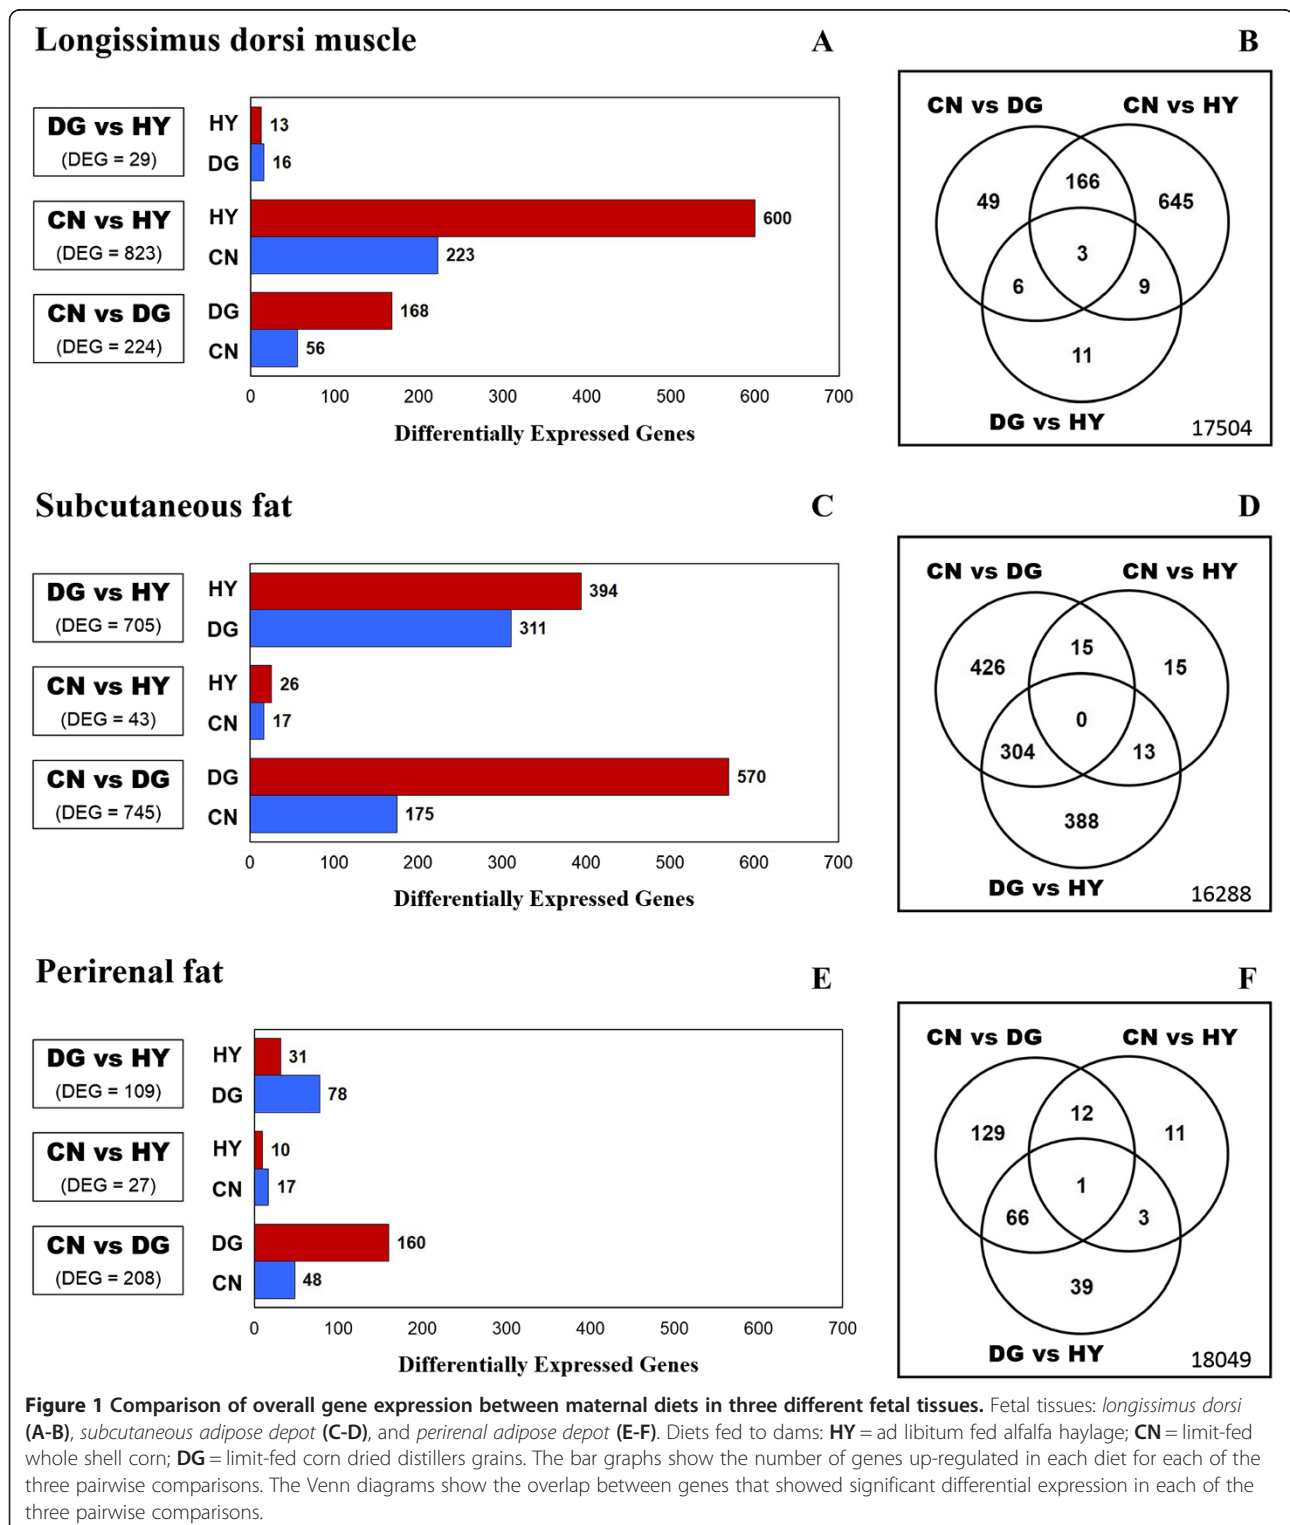 Longissimus dorsi muscle
A
B
DG vs HY
(DEG = 29)
HY
13
DG
16
CN vs HY
(DEG = 823)
HY
600
CN
223
CN vs DG
(DEG = 224)
DG
168
CN
56
0 100 200 300 400 500 600 700
Differentially Expressed Genes
CN vs DG
CN vs HY
49
166
645
3
6
9
11
DG vs HY
17504
Subcutaneous fat
C
D
DG vs HY
(DEG = 705)
HY
394
DG
311
CN vs HY
(DEG = 43)
HY
26
CN
17
CN vs DG
(DEG = 745)
DG
570
CN
175
0 100 200 300 400 500 600 700
Differentially Expressed Genes
CN vs DG
CN vs HY
426
15
15
0
304
13
388
DG vs HY
16288
Perirenal fat
E
F
DG vs HY
(DEG = 109)
HY
31
DG
78
CN vs HY
(DEG = 27)
HY
10
CN
17
CN vs DG
(DEG = 208)
DG
160
CN
48
0 100 200 300 400 500 600 700
Differentially Expressed Genes
CN vs DG
CN vs HY
129
12
11
1
66
3
39
DG vs HY
18049
Figure 1 Comparison of overall gene expression between maternal diets in three different fetal tissues. Fetal tissues: longissimus dorsi
(A-B), subcutaneous adipose depot (C-D), and perirenal adipose depot (E-F). Diets fed to dams: HY = ad libitum fed alfalfa haylage; CN = limit-fed
whole shell corn; DG = limit-fed corn dried distillers grains. The bar graphs show the number of genes up-regulated in each diet for each of the
three pairwise comparisons. The Venn diagrams show the overlap between genes that showed significant differential expression in each of the
three pairwise comparisons.